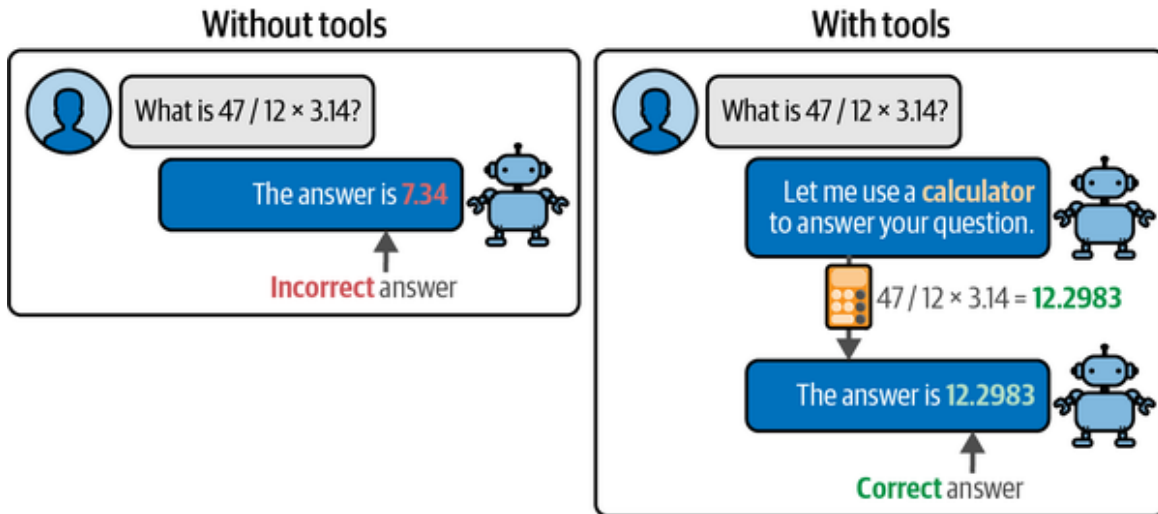 Without tools
What is 47 / 12 × 3.14?
The answer is 7.34
Incorrect answer
With tools
What is 47 / 12 × 3.14?
Let me use a calculator
to answer your question.
47 / 12 × 3.14 = 12.2983
The answer is 12.2983
Correct answer